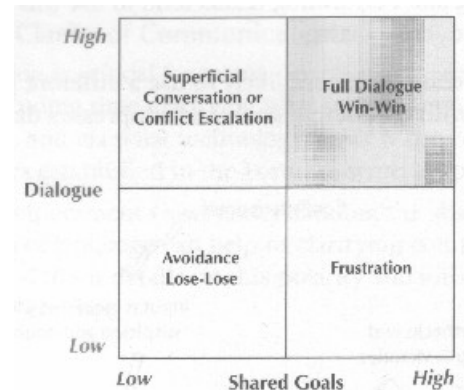 High
Superficial
Conversation or
Conflict Escalation
Full Dialogue
Win-Win
Dialogue
Avoidance
Lose-Lose
Frustration
Low
Low
Shared Goals
High